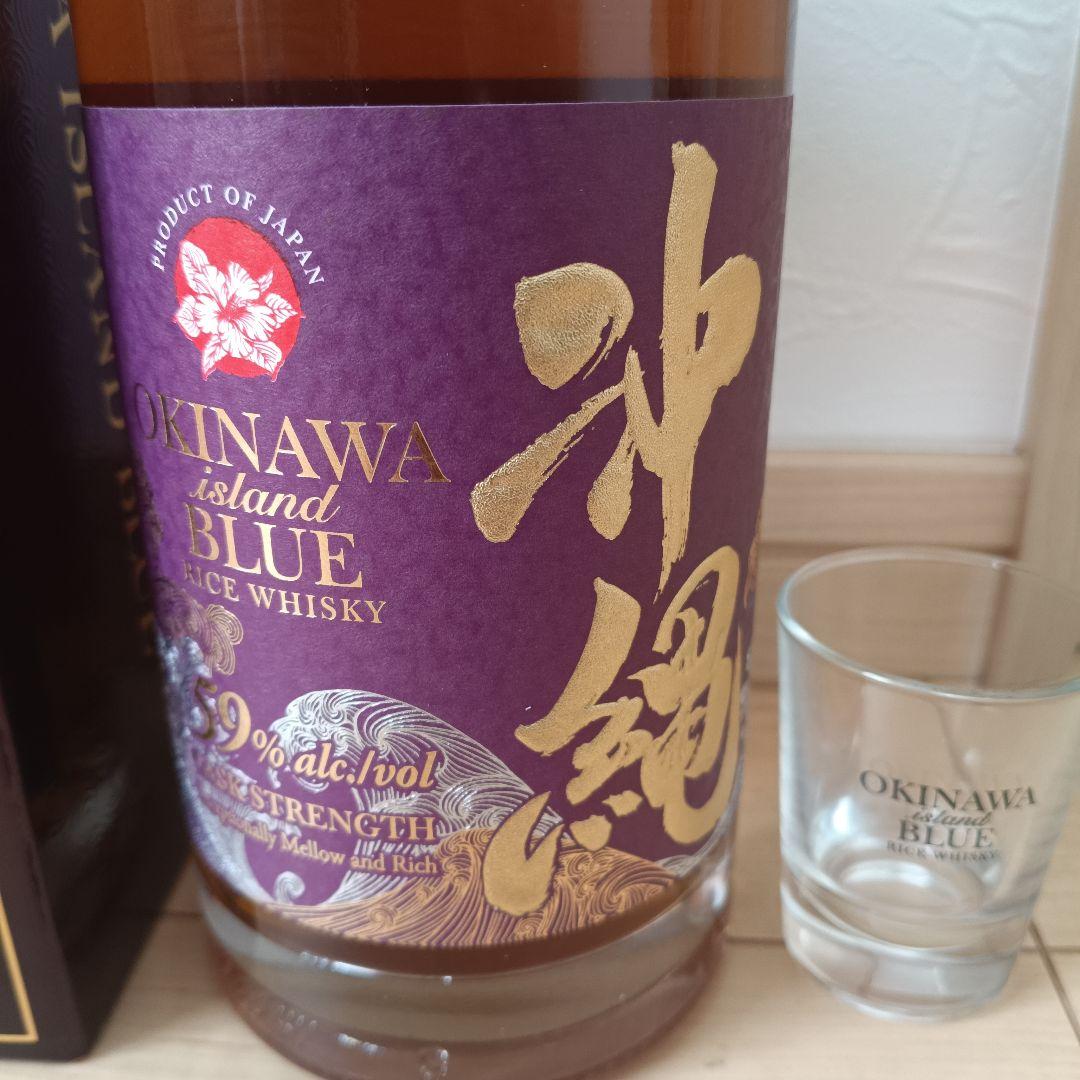 PRODUCT OF JAPAN
OKINAWA
island
BLUE
RICE WHISKY
59% alc./vol
CASK STRENGTH
Mellow and Rich
沖縄
OKINAWA
island
BLUE
RICE WHISKY